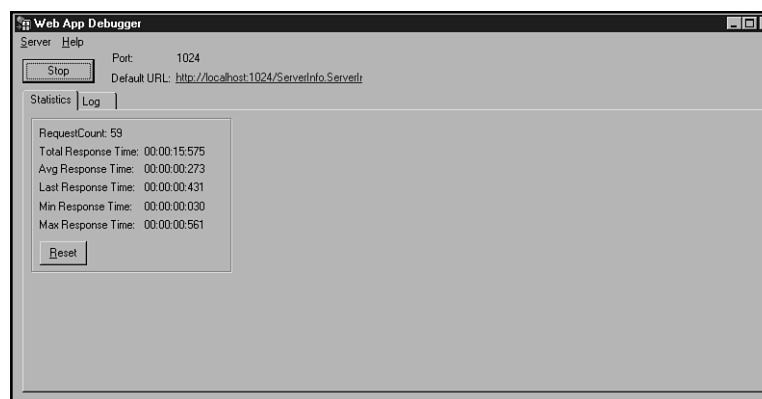 Web App Debugger
Server Help
Port: 1024
Stop
Default URL: http://localhost:1024/ServerInfo.ServerIr
Statistics Log
RequestCount: 59
Total Response Time: 00:00:15:575
Avg Response Time: 00:00:00:273
Last Response Time: 00:00:00:431
Min Response Time: 00:00:00:030
Max Response Time: 00:00:00:561
Reset